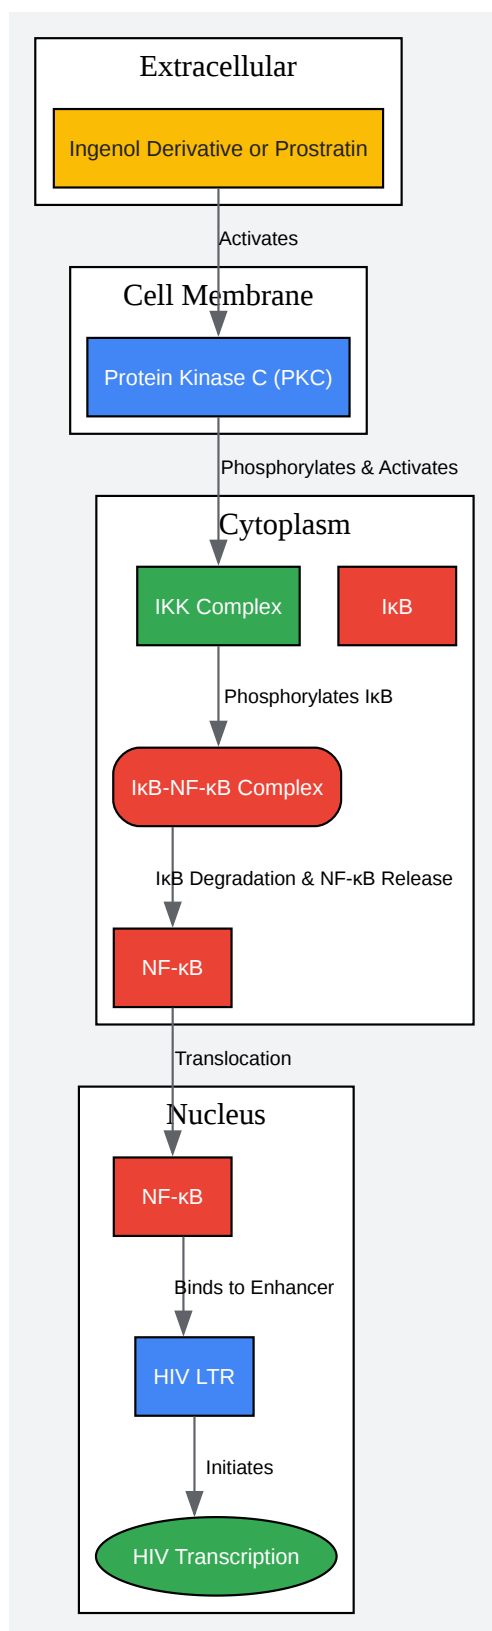 Extracellular
Ingenol Derivative or Prostratin
Activates
Cell Membrane
Protein Kinase C (PKC)
Phosphorylates & Activates
Cytoplasm
IKK Complex
IκB
Phosphorylates IκB
IκB-NF-κB Complex
IκB Degradation & NF-κB Release
NF-κB
Translocation
Nucleus
NF-κB
Binds to Enhancer
HIV LTR
Initiates
HIV Transcription